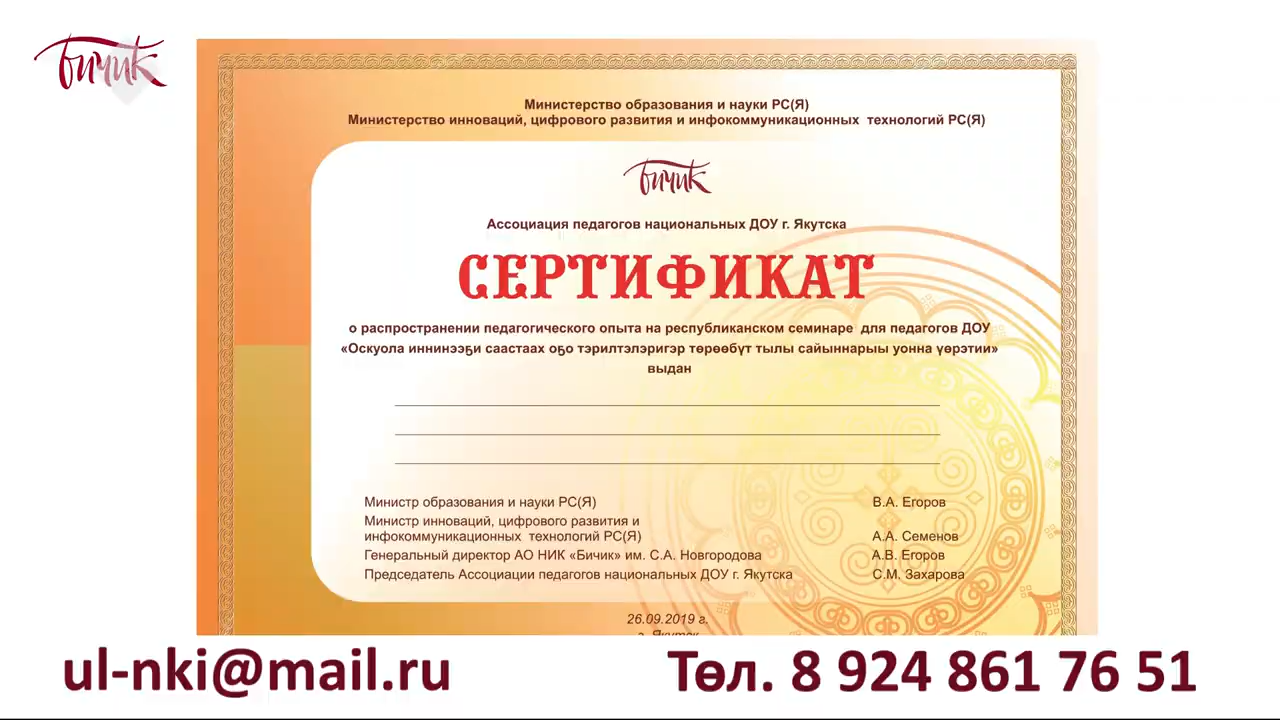 Бичик
Министерство образования и науки РС(Я)
Министерство инноваций, цифрового развития и инфокоммуникационных технологий РС(Я)
Бичик
Ассоциация педагогов национальных ДОУ г. Якутска
СЕРТИФИКАТ
о распространении педагогического опыта на республиканском семинаре для педагогов ДОУ
«Оскуола иннинээҕи саастаах оҕо тэрилтэлэригэр төрөөбүт тылы сайыннарыы уонна үөрэтии»
выдан
Министр образования и науки РС(Я) В.А. Егоров
Министр инноваций, цифрового развития и
инфокоммуникационных технологий РС(Я) А.А. Семенов
Генеральный директор АО НИК «Бичик» им. С.А. Новгородова А.В. Егоров
Председатель Ассоциации педагогов национальных ДОУ г. Якутска С.М. Захарова
26.09.2019 г.
г. Якутск
ul-nki@mail.ru Төл. 8 924 861 76 51